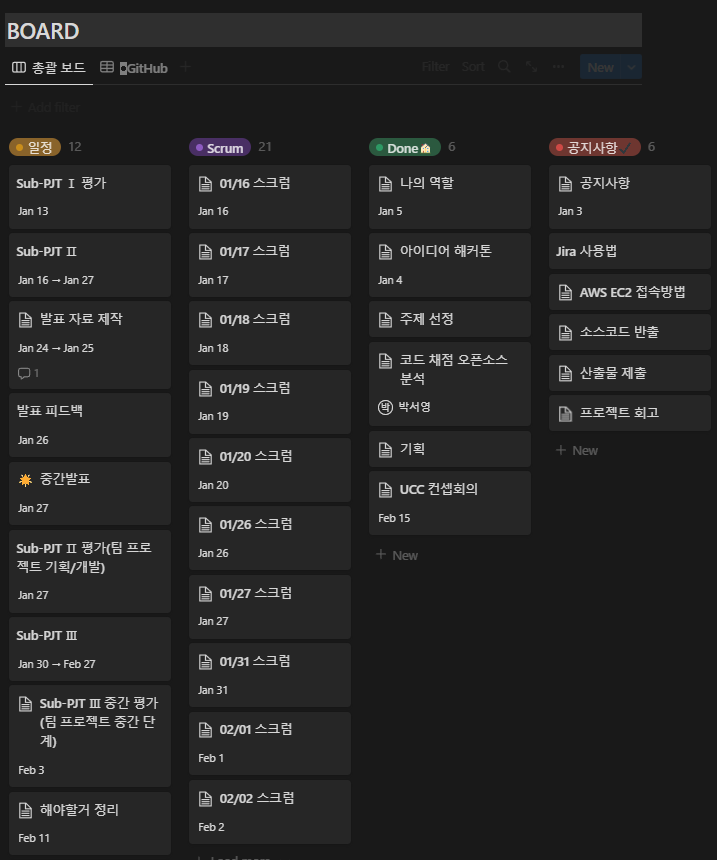 BOARD
총괄 보드
GitHub
Filter
Sort
New
Add filter
일정 12
Sub-PJT Ⅰ 평가
Jan 13
Sub-PJT Ⅱ
Jan 16 → Jan 27
발표 자료 제작
Jan 24 → Jan 25
1
발표 피드백
Jan 26
중간발표
Jan 27
Sub-PJT Ⅱ 평가(팀 프로
젝트 기획/개발)
Jan 27
Sub-PJT Ⅲ
Jan 30 → Feb 27
Sub-PJT Ⅲ 중간 평가
(팀 프로젝트 중간 단
계)
Feb 3
해야할거 정리
Feb 11
Scrum 21
01/16 스크럼
Jan 16
01/17 스크럼
Jan 17
01/18 스크럼
Jan 18
01/19 스크럼
Jan 19
01/20 스크럼
Jan 20
01/26 스크럼
Jan 26
01/27 스크럼
Jan 27
01/31 스크럼
Jan 31
02/01 스크럼
Feb 1
02/02 스크럼
Feb 2
Load more
Done 6
나의 역할
Jan 5
아이디어 해커톤
Jan 4
주제 선정
코드 채점 오픈소스
분석
박 박서영
기획
UCC 컨셉회의
Feb 15
+ New
공지사항✓ 6
공지사항
Jan 3
Jira 사용법
AWS EC2 접속방법
소스코드 반출
산출물 제출
프로젝트 회고
+ New